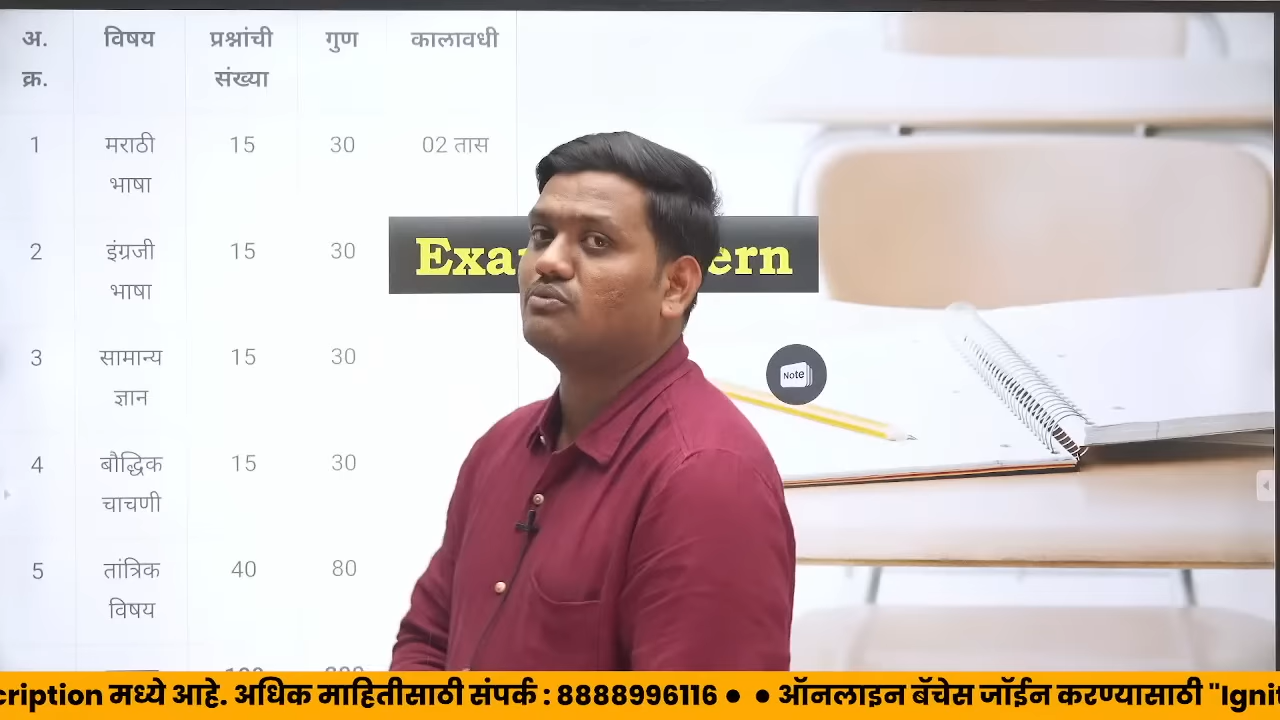 अ. विषय प्रश्नांची गुण कालावधी
क्र. संख्या
1 मराठी 15 30 02 तास
भाषा
2 इंग्रजी 15 30
भाषा
3 सामान्य 15 30
ज्ञान
4 बौद्धिक 15 30
चाचणी
5 तांत्रिक 40 80
विषय
Note
cription मध्ये आहे. अधिक माहितीसाठी संपर्क : 8888996116 ● ● ऑनलाइन बॅचेस जॉईन करण्यासाठी "Ignit